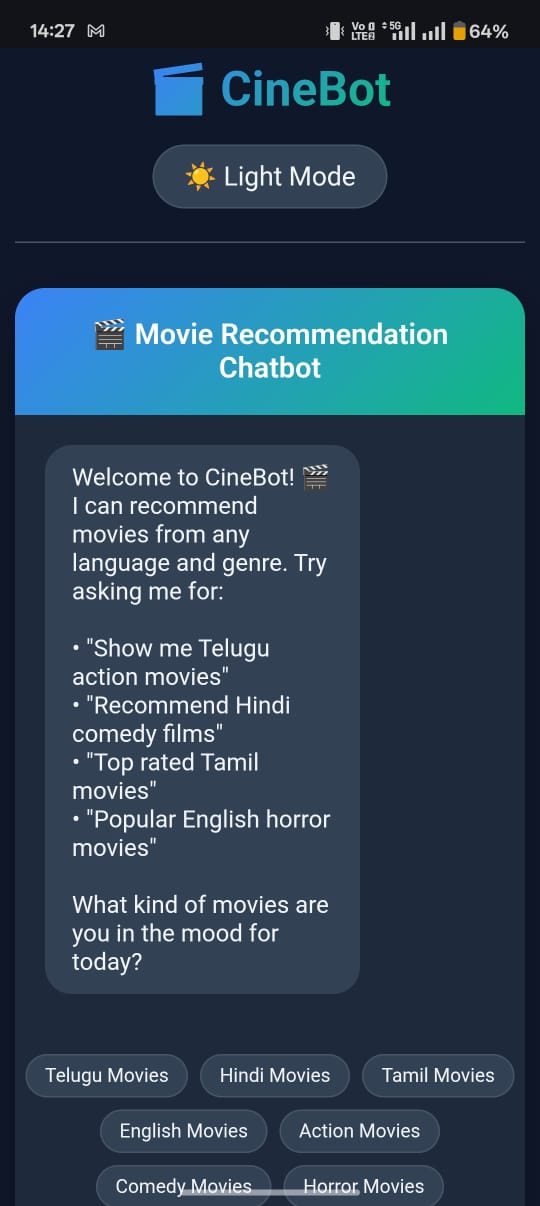 14:27
Vo
LTE2
5G
64%
CineBot
☀️ Light Mode
🎬 Movie Recommendation
Chatbot
Welcome to CineBot! 🎬
I can recommend
movies from any
language and genre. Try
asking me for:
• "Show me Telugu
action movies"
• "Recommend Hindi
comedy films"
• "Top rated Tamil
movies"
• "Popular English horror
movies"
What kind of movies are
you in the mood for
today?
Telugu Movies
Hindi Movies
Tamil Movies
English Movies
Action Movies
Comedy Movies
Horror Movies